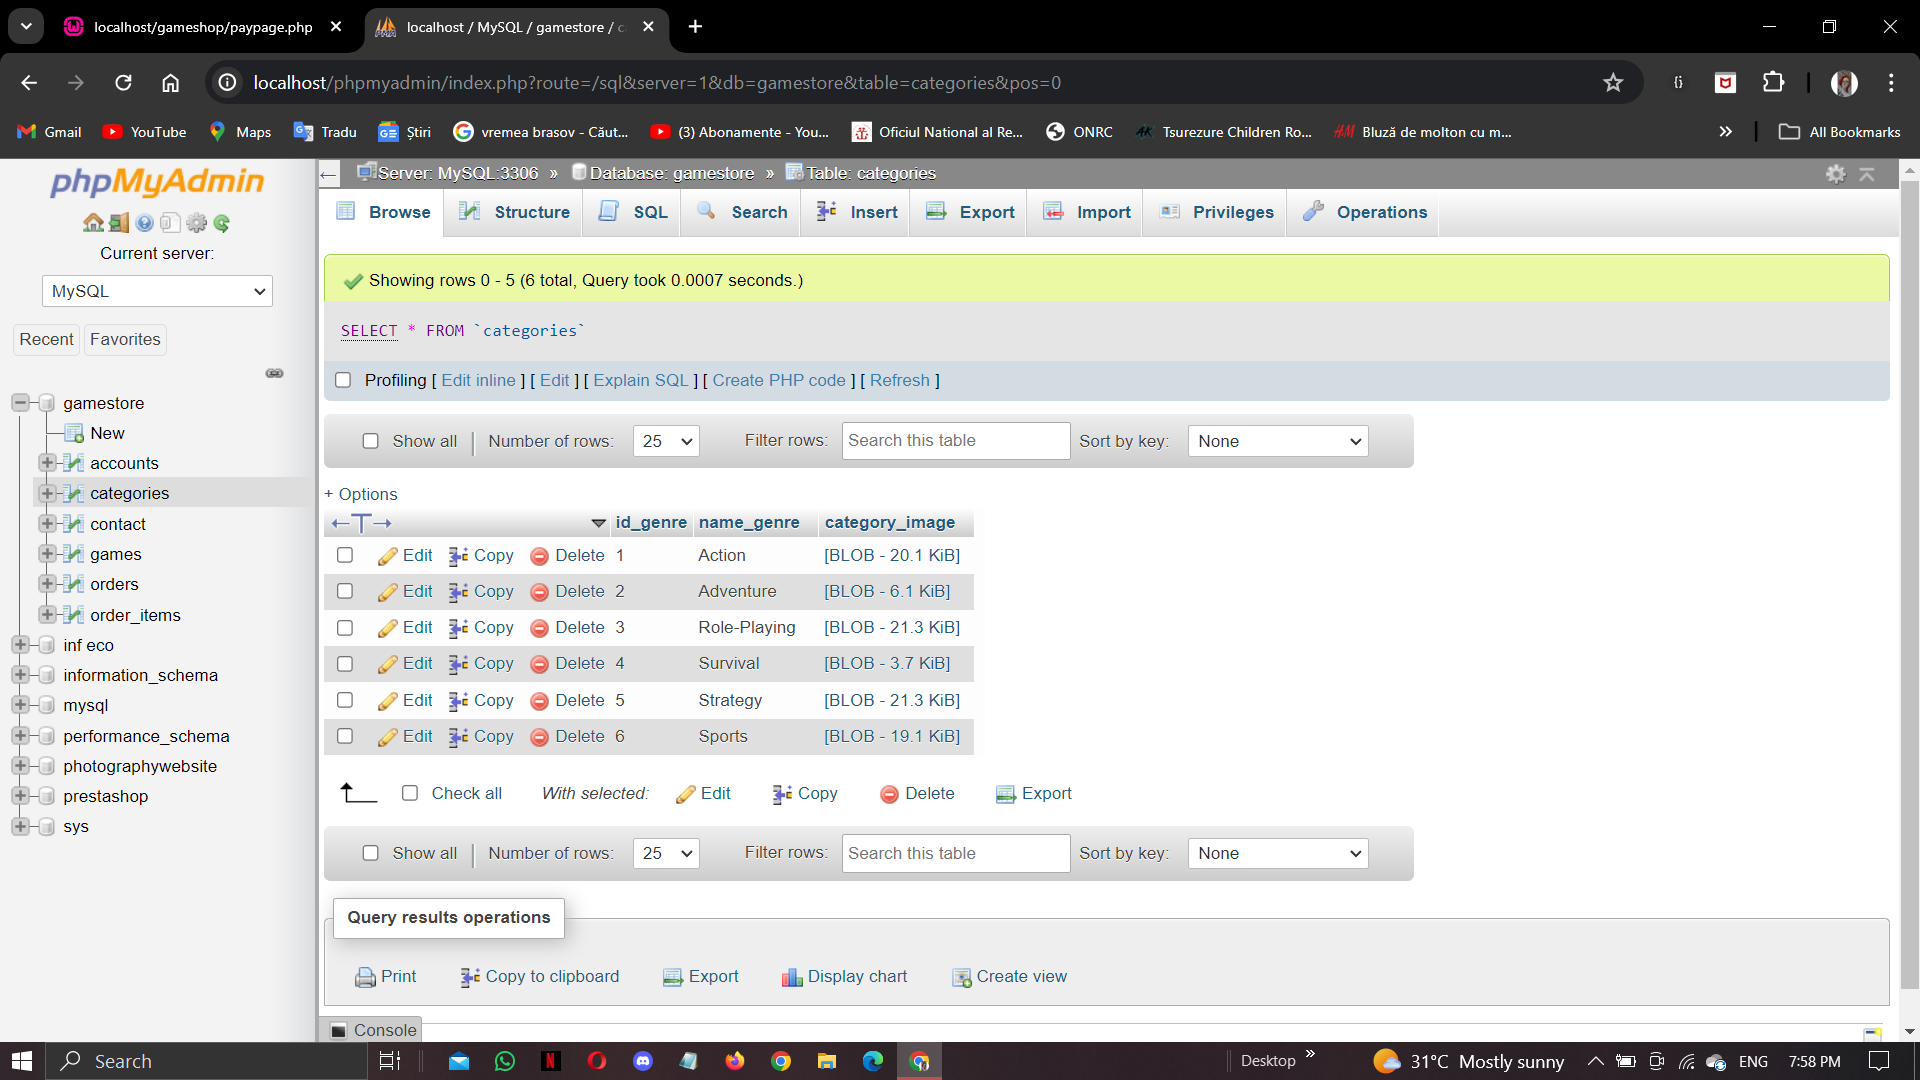 localhost/gameshop/paypage.php
localhost / MySQL / gamestore /
localhost/phpmyadmin/index.php?route=/sql&server=1&db=gamestore&table=categories&pos=0
Gmail YouTube Maps Tradu Știri vremea brasov - Căut... (3) Abonamente - You... Oficiul National al Re... ONRC Tsurezure Children Ro... H&M Bluză de molton cu m... » All Bookmarks
phpMyAdmin
Current server:
MySQL
Recent Favorites
gamestore
New
accounts
categories
contact
games
orders
order_items
inf eco
information_schema
mysql
performance_schema
photographywebsite
prestashop
sys
Server: MySQL:3306 » Database: gamestore » Table: categories
Browse Structure SQL Search Insert Export Import Privileges Operations
Showing rows 0 - 5 (6 total, Query took 0.0007 seconds.)
SELECT * FROM `categories`
Profiling [ Edit inline ] [ Edit ] [ Explain SQL ] [ Create PHP code ] [ Refresh ]
Show all Number of rows: 25 Filter rows: Search this table Sort by key: None
+ Options
←T→ id_genre name_genre category_image
Edit Copy Delete 1 Action [BLOB - 20.1 KiB]
Edit Copy Delete 2 Adventure [BLOB - 6.1 KiB]
Edit Copy Delete 3 Role-Playing [BLOB - 21.3 KiB]
Edit Copy Delete 4 Survival [BLOB - 3.7 KiB]
Edit Copy Delete 5 Strategy [BLOB - 21.3 KiB]
Edit Copy Delete 6 Sports [BLOB - 19.1 KiB]
Check all With selected: Edit Copy Delete Export
Show all Number of rows: 25 Filter rows: Search this table Sort by key: None
Query results operations
Print Copy to clipboard Export Display chart Create view
Console
Search Desktop » 31°C Mostly sunny ENG 7:58 PM